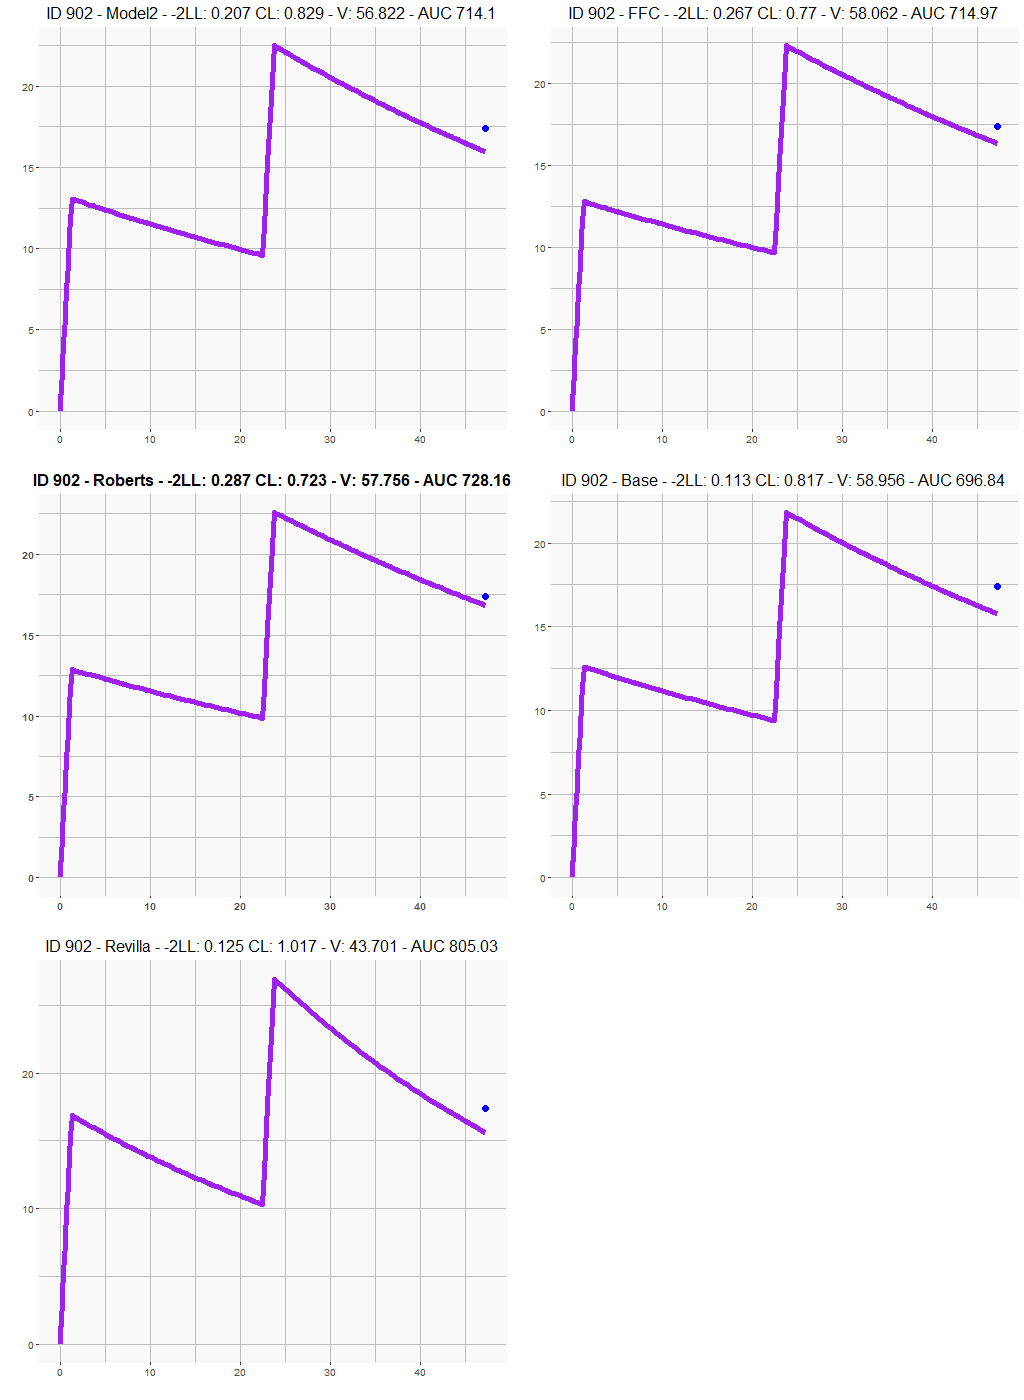 ID 902 - Model2 - -2LL: 0.207 CL: 0.829 - V: 56.822 - AUC 714.1
20
15
10
5
0
0 10 20 30 40
ID 902 - FFC - -2LL: 0.267 CL: 0.77 - V: 58.062 - AUC 714.97
20
15
10
5
0
0 10 20 30 40
ID 902 - Roberts - -2LL: 0.287 CL: 0.723 - V: 57.756 - AUC 728.16
20
15
10
5
0
0 10 20 30 40
ID 902 - Base - -2LL: 0.113 CL: 0.817 - V: 58.956 - AUC 696.84
20
15
10
5
0
0 10 20 30 40
ID 902 - Revilla - -2LL: 0.125 CL: 1.017 - V: 43.701 - AUC 805.03
20
10
0
0 10 20 30 40